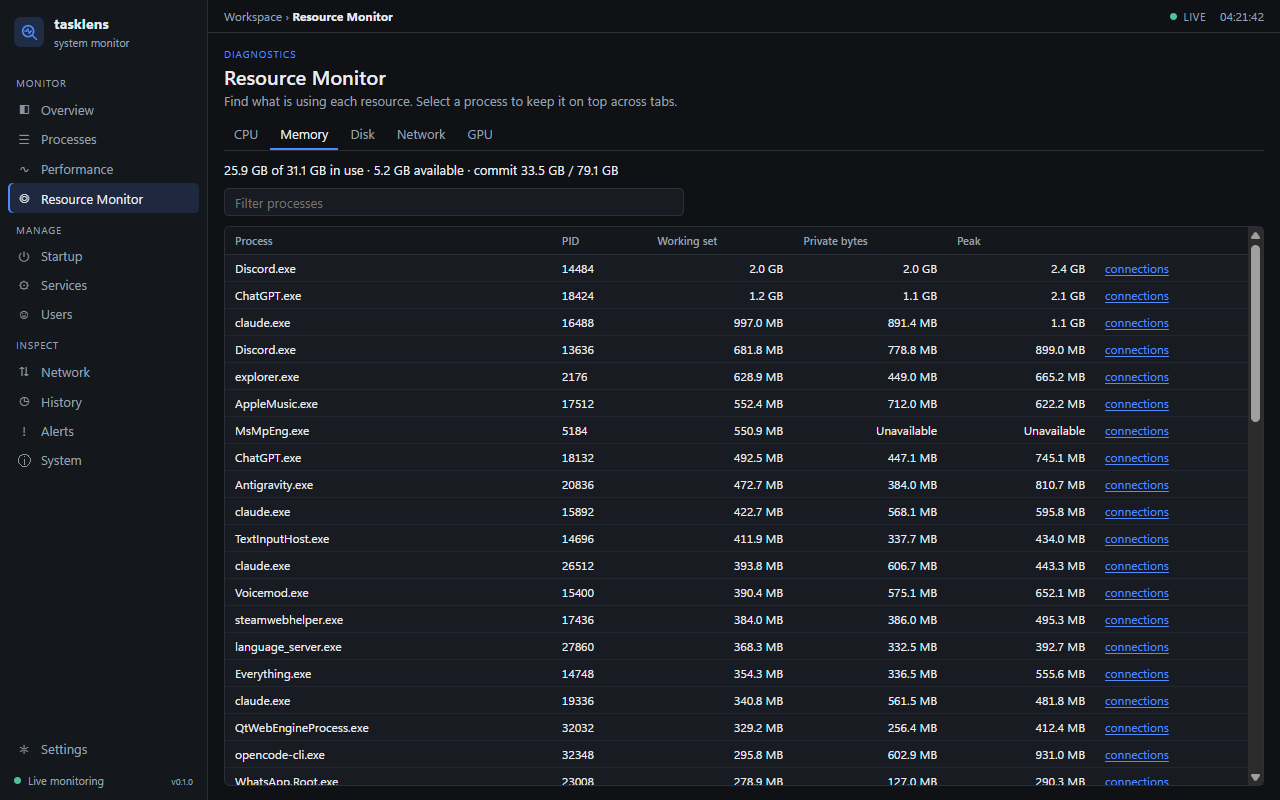 tasklens
system monitor
MONITOR
Overview
Processes
Performance
Resource Monitor
MANAGE
Startup
Services
Users
INSPECT
Network
History
Alerts
System
Settings
Live monitoring v0.1.0
Workspace › Resource Monitor
LIVE 04:21:42
DIAGNOSTICS
Resource Monitor
Find what is using each resource. Select a process to keep it on top across tabs.
CPU Memory Disk Network GPU
25.9 GB of 31.1 GB in use · 5.2 GB available · commit 33.5 GB / 79.1 GB
Filter processes
Process PID Working set Private bytes Peak
Discord.exe 14484 2.0 GB 2.0 GB 2.4 GB connections
ChatGPT.exe 18424 1.2 GB 1.1 GB 2.1 GB connections
claude.exe 16488 997.0 MB 891.4 MB 1.1 GB connections
Discord.exe 13636 681.8 MB 778.8 MB 899.0 MB connections
explorer.exe 2176 628.9 MB 449.0 MB 665.2 MB connections
AppleMusic.exe 17512 552.4 MB 712.0 MB 622.2 MB connections
MsMpEng.exe 5184 550.9 MB Unavailable Unavailable connections
ChatGPT.exe 18132 492.5 MB 447.1 MB 745.1 MB connections
Antigravity.exe 20836 472.7 MB 384.0 MB 810.7 MB connections
claude.exe 15892 422.7 MB 568.1 MB 595.8 MB connections
TextInputHost.exe 14696 411.9 MB 337.7 MB 434.0 MB connections
claude.exe 26512 393.8 MB 606.7 MB 443.3 MB connections
Voicemod.exe 15400 390.4 MB 575.1 MB 652.1 MB connections
steamwebhelper.exe 17436 384.0 MB 386.0 MB 495.3 MB connections
language_server.exe 27860 368.3 MB 332.5 MB 392.7 MB connections
Everything.exe 14748 354.3 MB 336.5 MB 555.6 MB connections
claude.exe 19336 340.8 MB 561.5 MB 481.8 MB connections
QtWebEngineProcess.exe 32032 329.2 MB 256.4 MB 412.4 MB connections
opencode-cli.exe 32348 295.8 MB 602.9 MB 931.0 MB connections
WhatsApp.Root.exe 23008 278.9 MB 127.0 MB 290.3 MB connections